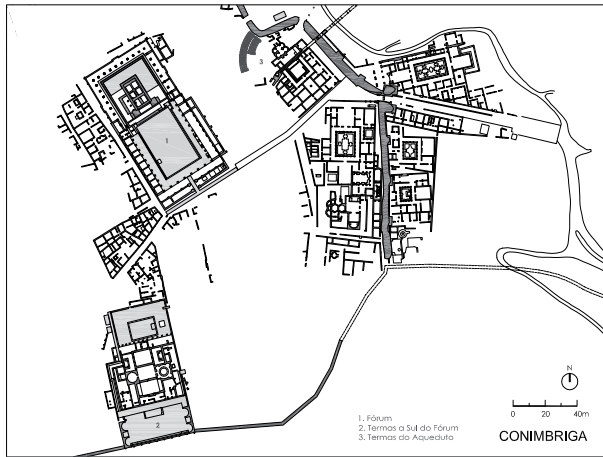 3
1
2
N
1. Fórum
2. Termas a Sul do Fórum
3. Termas do Aqueduto
0 20 40m
CONIMBRIGA